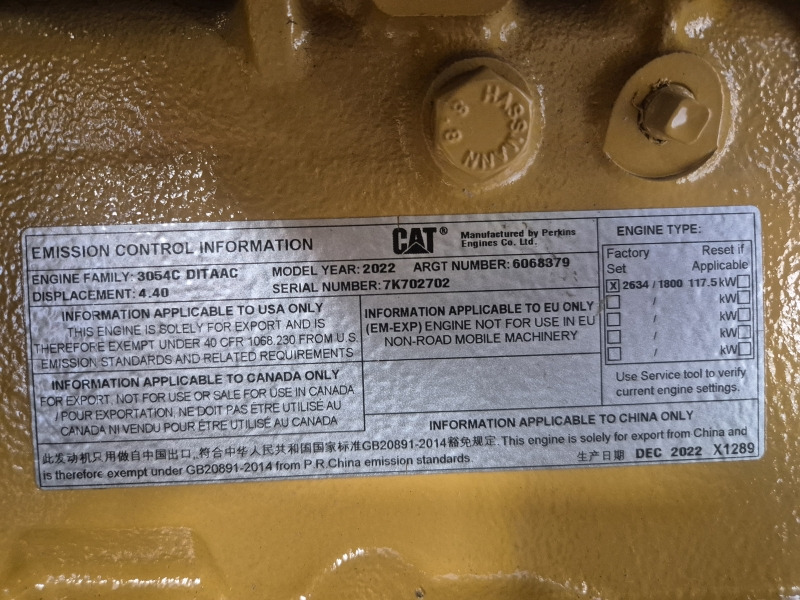 HASSMANN 8.8
EMISSION CONTROL INFORMATION
CAT®
Manufactured by Perkins
Engines Co. Ltd.
ENGINE FAMILY: 3054C DITAAC
MODEL YEAR: 2022 ARGT NUMBER: 6068379
DISPLACEMENT: 4.40
SERIAL NUMBER: 7K702702
ENGINE TYPE:
Factory Reset if
Set Applicable
X 2634 / 1800 117.5 kW
/ kW
/ kW
/ kW
Use Service tool to verify
current engine settings.
INFORMATION APPLICABLE TO USA ONLY
THIS ENGINE IS SOLELY FOR EXPORT AND IS
THEREFORE EXEMPT UNDER 40 CFR 1068.230 FROM U.S.
EMISSION STANDARDS AND RELATED REQUIREMENTS
INFORMATION APPLICABLE TO EU ONLY
(EM-EXP) ENGINE NOT FOR USE IN EU
NON-ROAD MOBILE MACHINERY
INFORMATION APPLICABLE TO CANADA ONLY
FOR EXPORT. NOT FOR USE OR SALE FOR USE IN CANADA
/ POUR EXPORTATION. NE DOIT PAS ÊTRE UTILISÉ AU
CANADA NI VENDU POUR ÊTRE UTILISÉ AU CANADA
INFORMATION APPLICABLE TO CHINA ONLY
此发动机只用做自中国出口，符合中华人民共和国国家标准GB20891-2014豁免规定. This engine is solely for export from China and
is therefore exempt under GB20891-2014 from P.R.China emission standards.
生产日期 DEC 2022 X1289